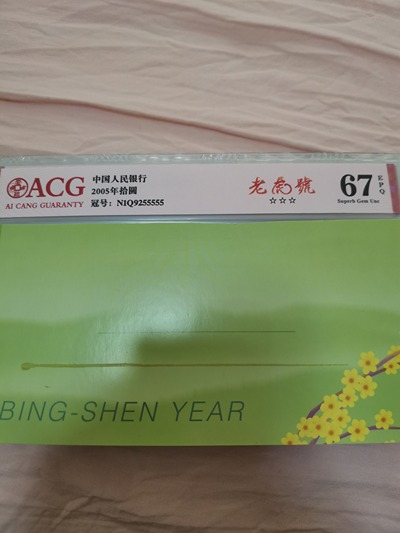 ACG
AI CANG GUARANTY
中国人民银行
2005年拾圆
冠号：N1Q9255555
老虎號
☆☆☆
67
EPQ
Superb Gem Unc
BING-SHEN YEAR